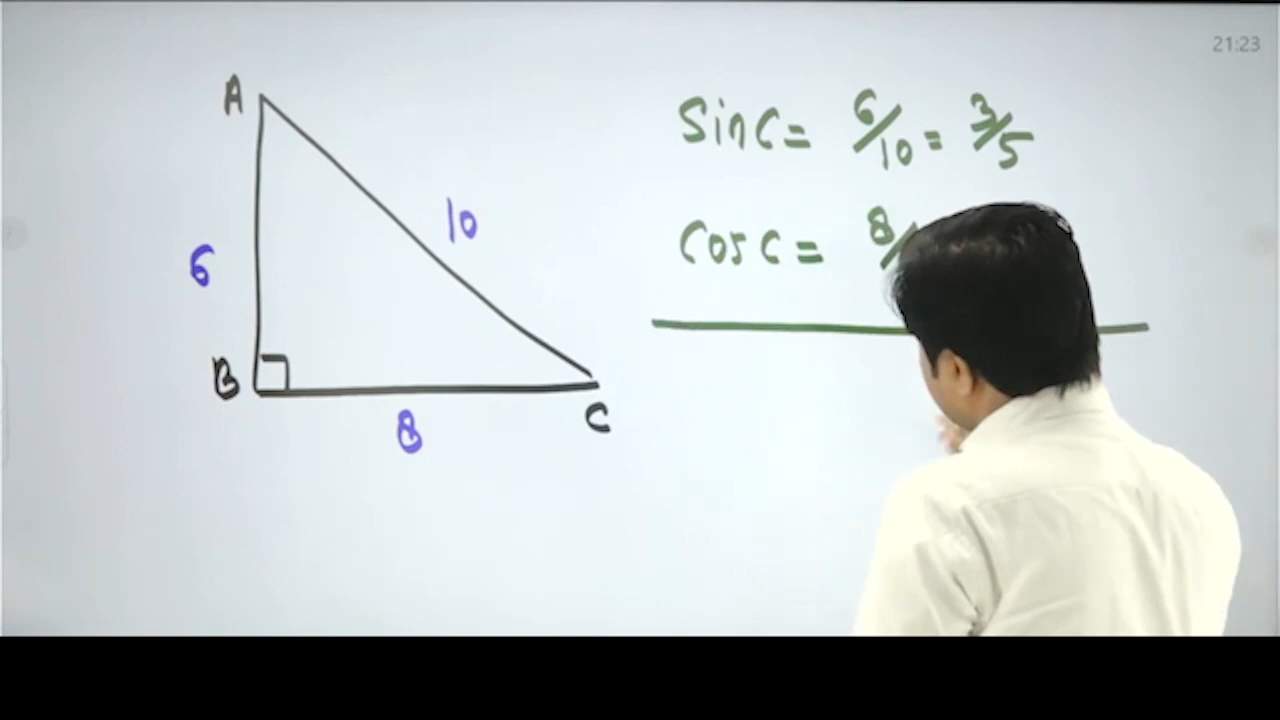 21:23
A
Sin C = 6/10 = 3/5
10
Cos C = 8/
6
B
C
8